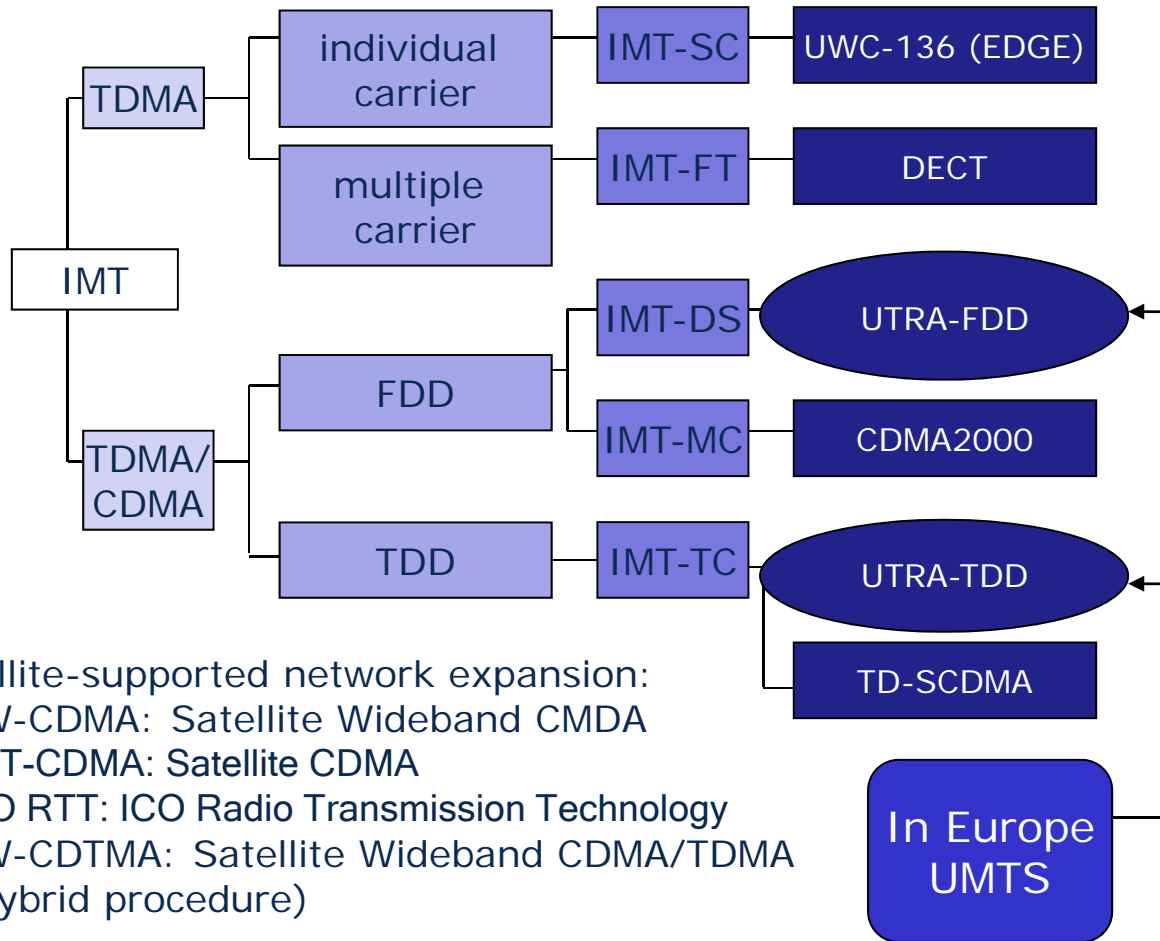 individual
carrier
IMT-SC
UWC-136 (EDGE)
TDMA
multiple
carrier
IMT-FT
DECT
IMT
IMT-DS
UTRA-FDD
FDD
IMT-MC
CDMA2000
TDMA/
CDMA
TDD
IMT-TC
UTRA-TDD
TD-SCDMA
llite-supported network expansion:
-CDMA: Satellite Wideband CMDA
T-CDMA: Satellite CDMA
O RTT: ICO Radio Transmission Technology
-CDTMA: Satellite Wideband CDMA/TDMA
ybrid procedure)
In Europe
UMTS